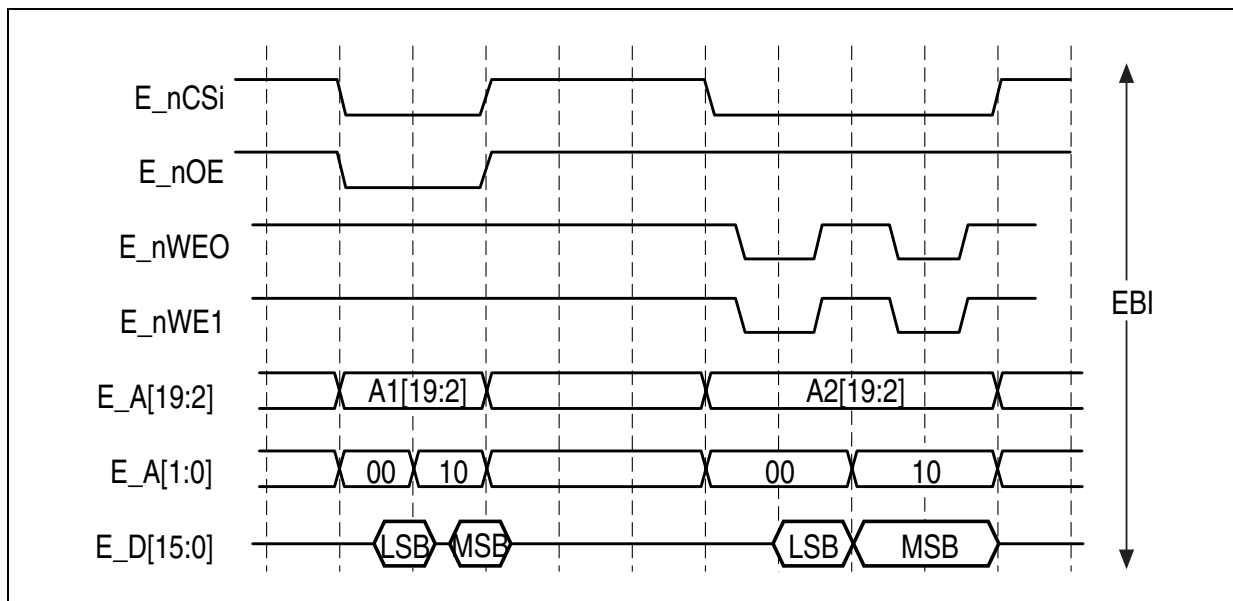 E_nCSi
E_nOE
E_nWEO
E_nWE1
EBI
E_A[19:2] A1[19:2] A2[19:2]
E_A[1:0] 00 10 00 10
E_D[15:0] LSB MSB LSB MSB